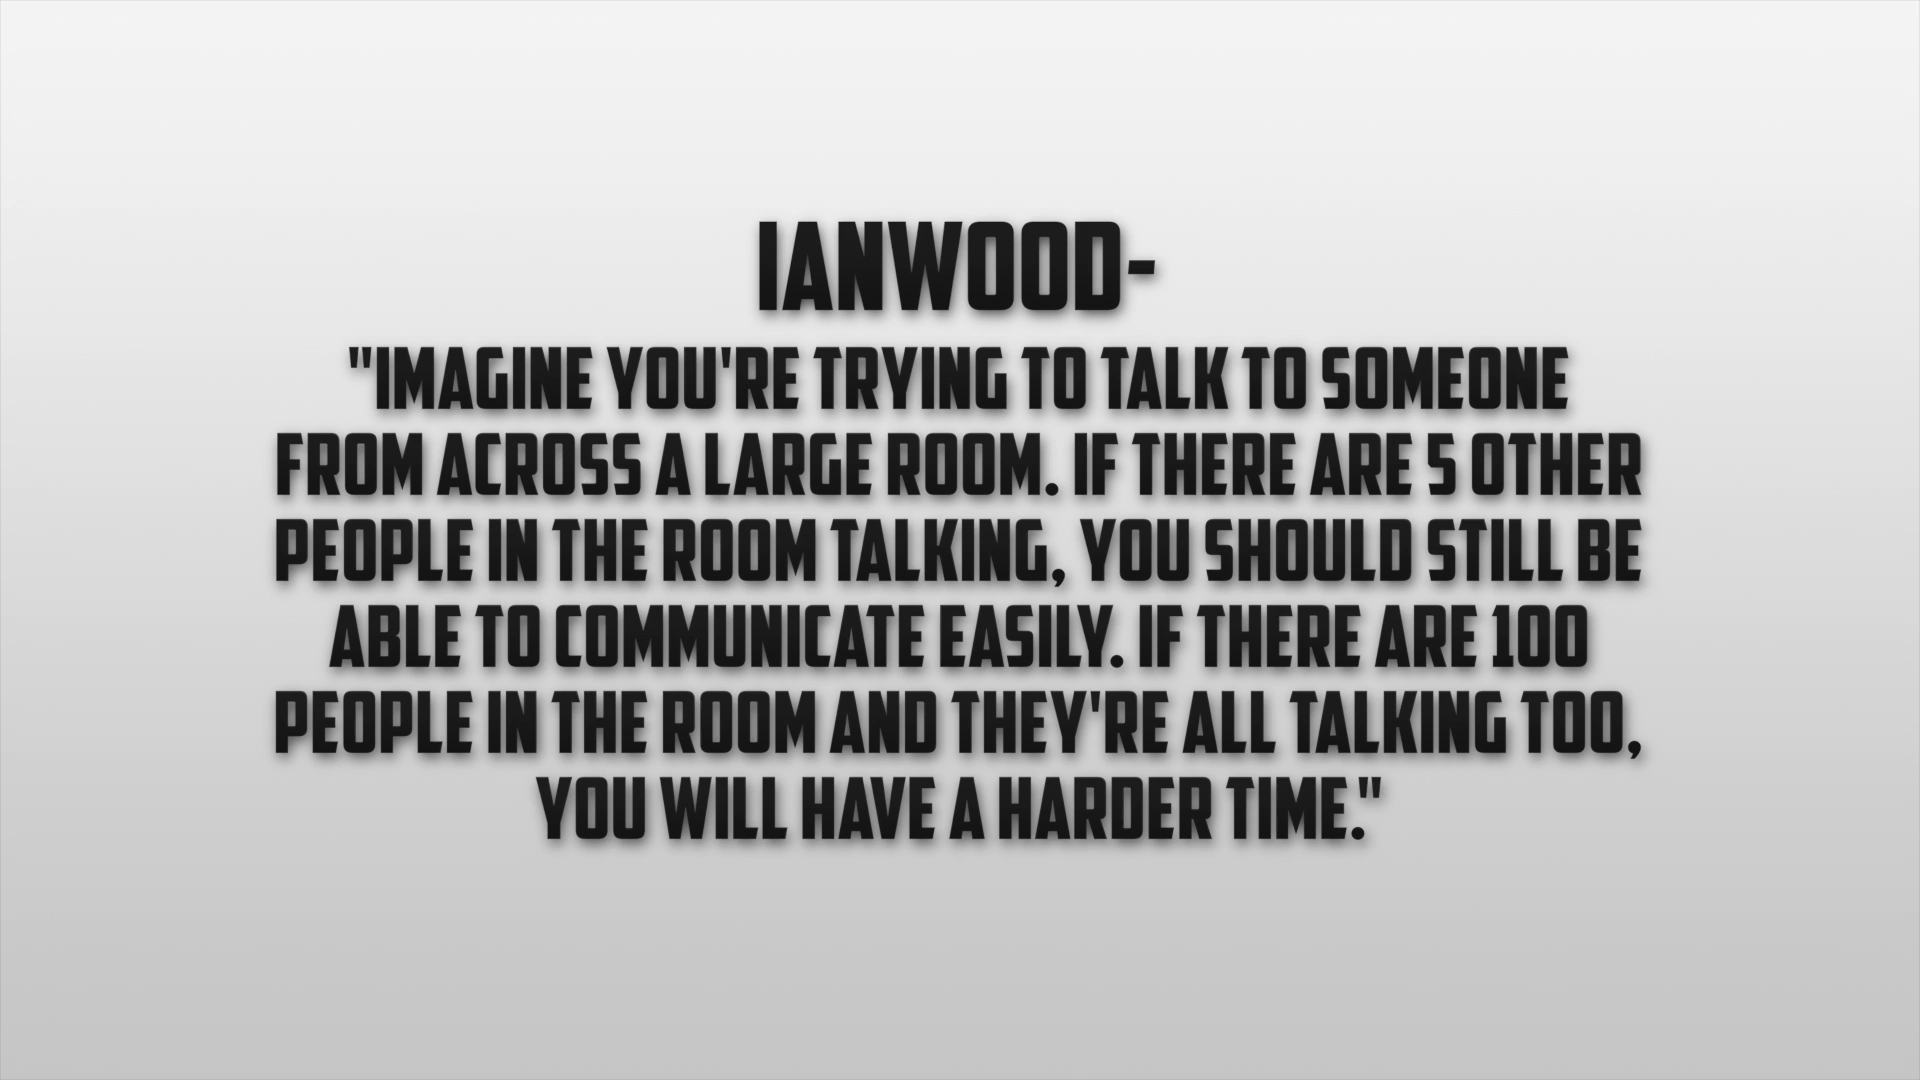 IANWOOD-
"IMAGINE YOU'RE TRYING TO TALK TO SOMEONE
FROM ACROSS A LARGE ROOM. IF THERE ARE 5 OTHER
PEOPLE IN THE ROOM TALKING, YOU SHOULD STILL BE
ABLE TO COMMUNICATE EASILY. IF THERE ARE 100
PEOPLE IN THE ROOM AND THEY'RE ALL TALKING TOO,
YOU WILL HAVE A HARDER TIME."